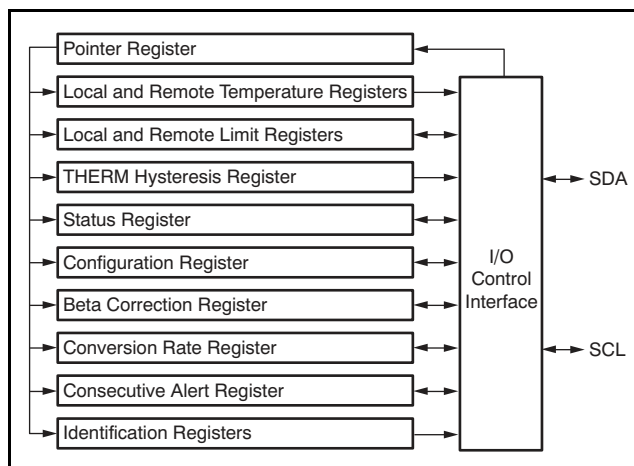 Pointer Register
Local and Remote Temperature Registers
Local and Remote Limit Registers
THERM Hysteresis Register
SDA
Status Register
Configuration Register
I/O
Control
Interface
Beta Correction Register
Conversion Rate Register
SCL
Consecutive Alert Register
Identification Registers